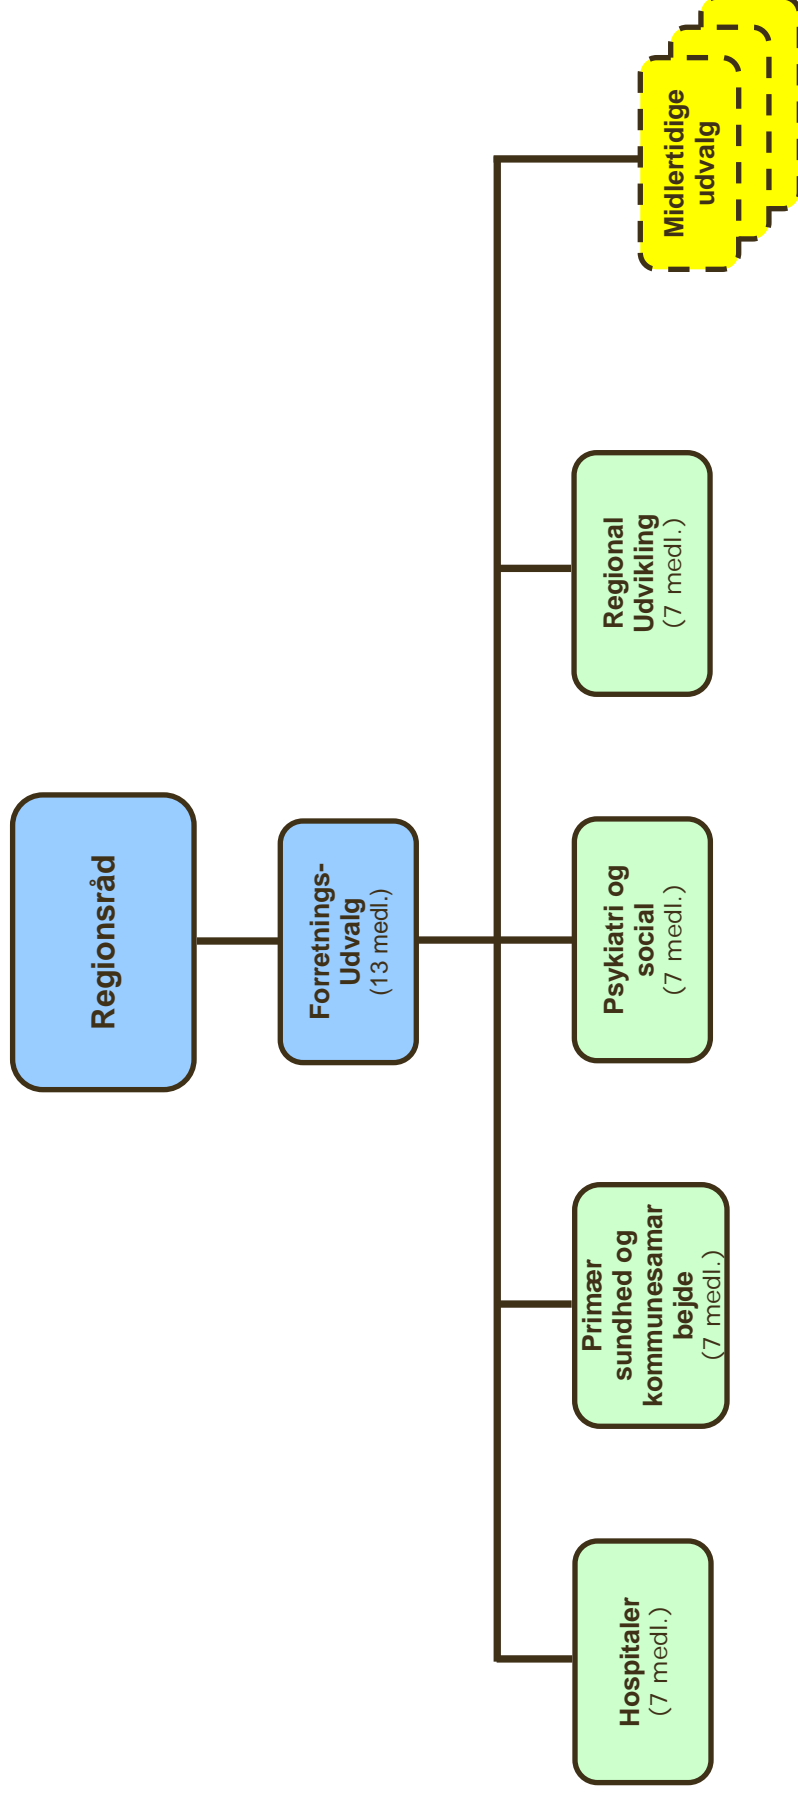 Regionsråd
Forretnings-
Udvalg
(13 medl.)
Hospitaler
(7 medl.)
Primær
sundhed og
kommunesamar
bejde
(7 medl.)
Psykiatri og
social
(7 medl.)
Regional
Udvikling
(7 medl.)
Midlertidige
udvalg